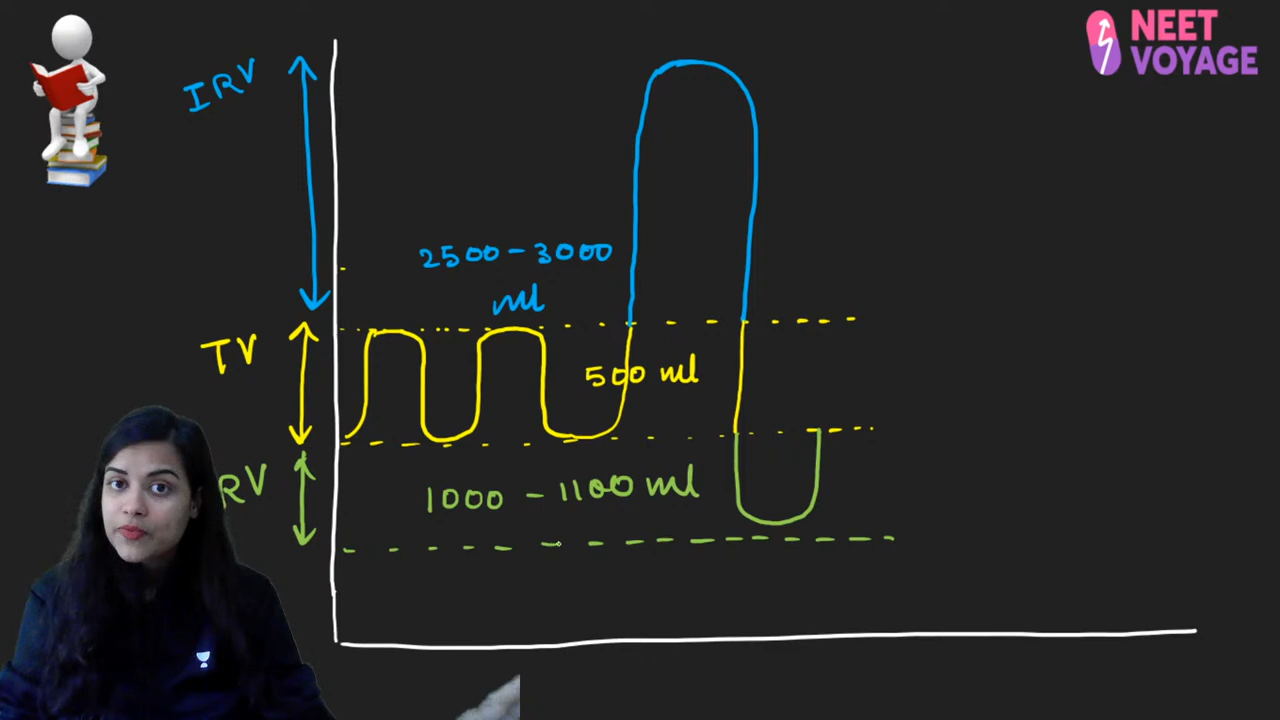 NEET
VOYAGE
IRV
2500-3000
ml
TV
500 ml
RV
1000 - 1100 ml